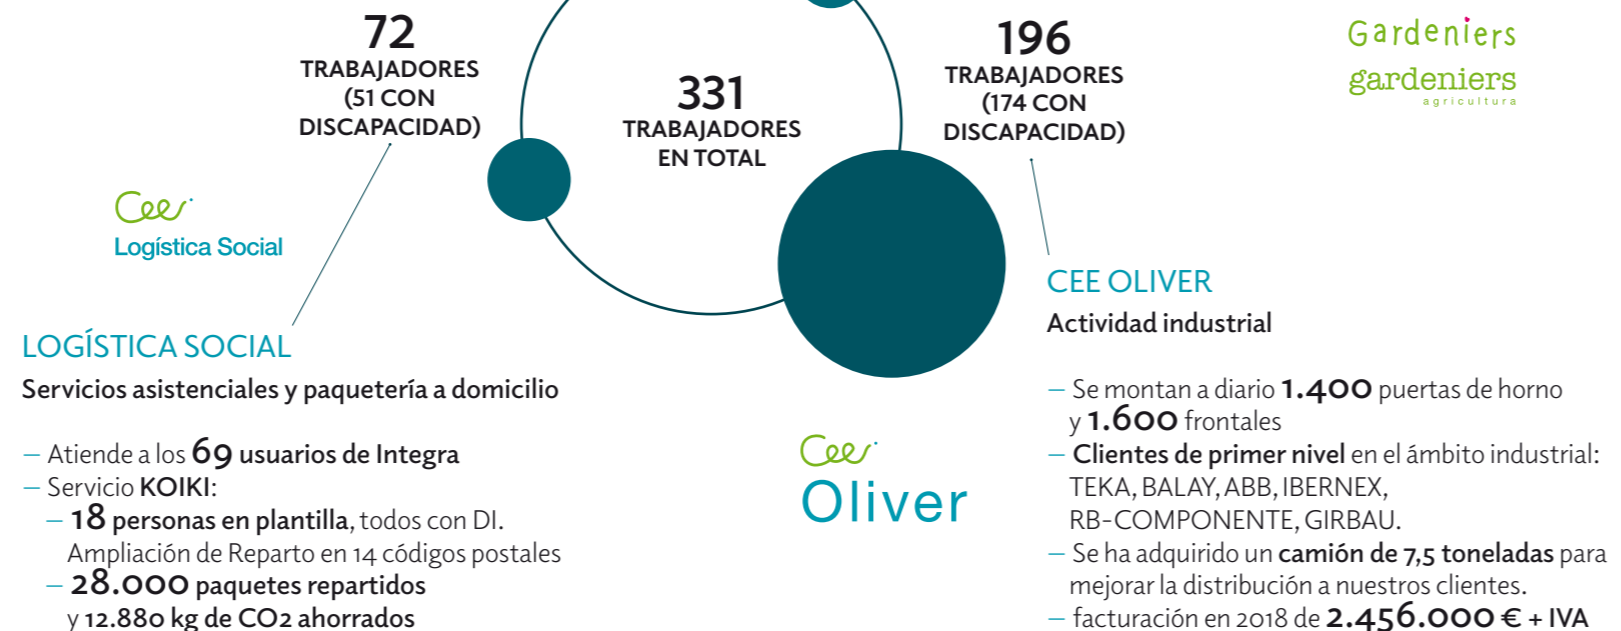 72
TRABAJADORES
(51 CON
DISCAPACIDAD)
331
TRABAJADORES
EN TOTAL
196
TRABAJADORES
(174 CON
DISCAPACIDAD)
Gardeniers
gardeniers
agricultura
Cee
Logística Social
LOGÍSTICA SOCIAL
Servicios asistenciales y paquetería a domicilio
– Atiende a los 69 usuarios de Integra
– Servicio KOIKI:
– 18 personas en plantilla, todos con DI.
Ampliación de Reparto en 14 códigos postales
– 28.000 paquetes repartidos
y 12.880 kg de CO2 ahorrados
Cee
Oliver
CEE OLIVER
Actividad industrial
– Se montan a diario 1.400 puertas de horno
y 1.600 frontales
– Clientes de primer nivel en el ámbito industrial:
TEKA, BALAY, ABB, IBERNEX,
RB-COMPONENTE, GIRBAU.
– Se ha adquirido un camión de 7,5 toneladas para
mejorar la distribución a nuestros clientes.
– facturación en 2018 de 2.456.000 € + IVA